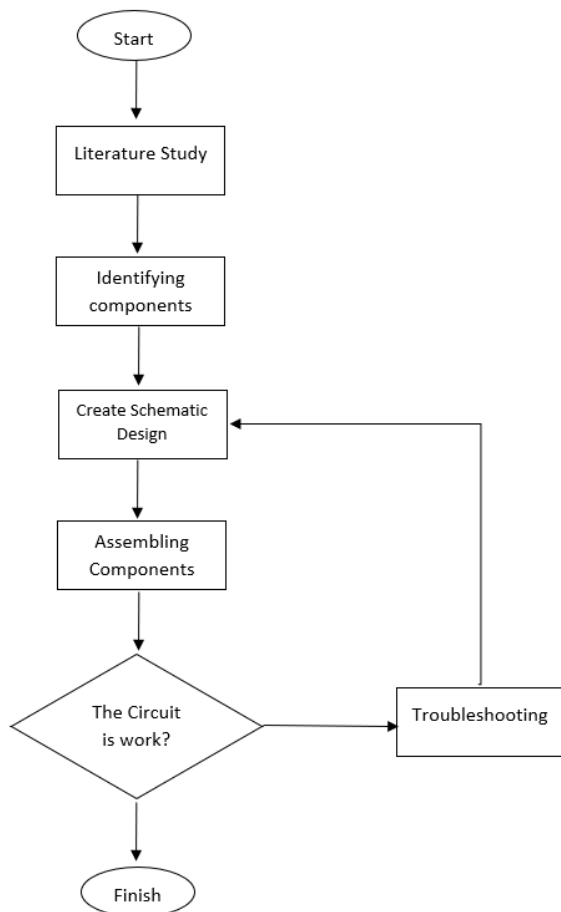 Start
Literature Study
Identifying
components
Create Schematic
Design
Assembling
Components
The Circuit
is work?
Troubleshooting
Finish